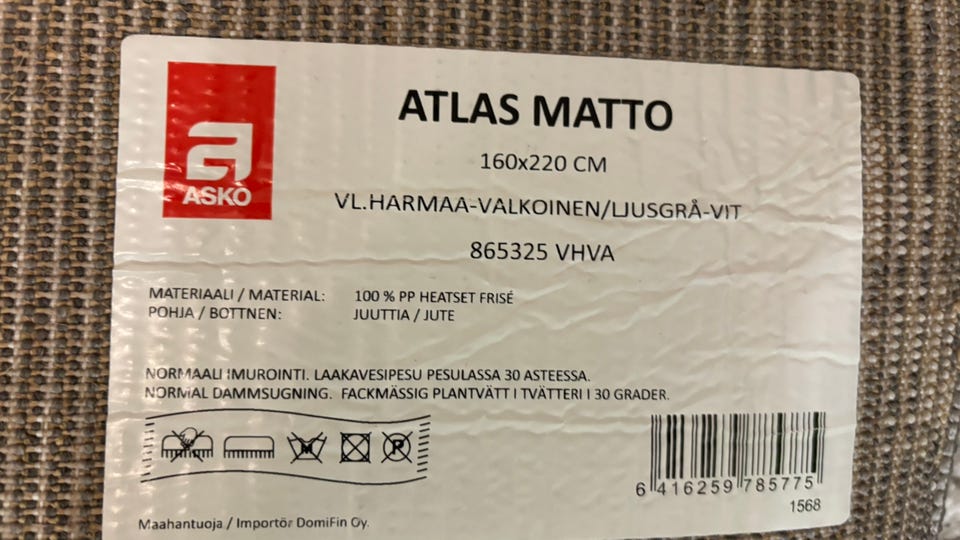 ASKO
ATLAS MATTO
160x220 CM
VL.HARMAA-VALKOINEN/LJUSGRÅ-VIT
865325 VHVA
MATERIAALI / MATERIAL: 100 % PP HEATSET FRISÉ
POHJA / BOTTNEN: JUUTTIA / JUTE
NORMAALI IMUROINTI. LAAKAVESIPESU PESULASSA 30 ASTEESSA.
NORMAL DAMMSUGNING. FACKMÄSSIG PLANTVÄTT I TVÄTTERI I 30 GRADER.
M P
6 416259 785775
1568
Maahantuoja / Importör DomiFin Oy.